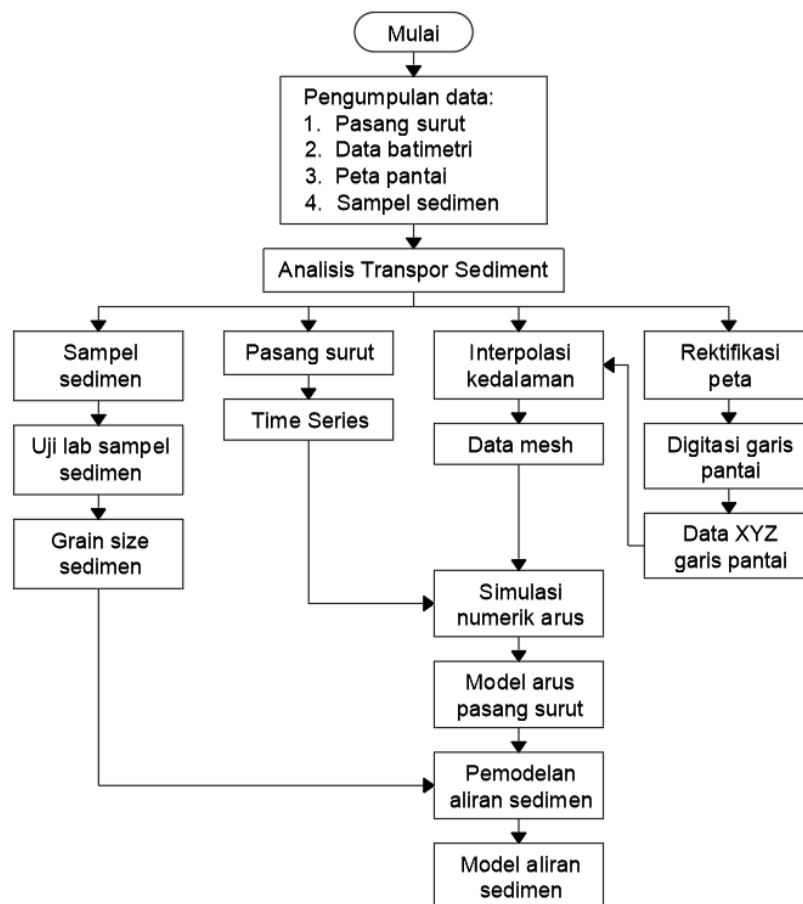 Mulai
Pengumpulan data:
1. Pasang surut
2. Data batimetri
3. Peta pantai
4. Sampel sedimen
Analisis Transpor Sediment
Sampel
sedimen
Pasang surut
Interpolasi
kedalaman
Rektifikasi
peta
Uji lab sampel
sedimen
Time Series
Data mesh
Digitasi garis
pantai
Grain size
sedimen
Data XYZ
garis pantai
Simulasi
numerik arus
Model arus
pasang surut
Pemodelan
aliran sedimen
Model aliran
sedimen